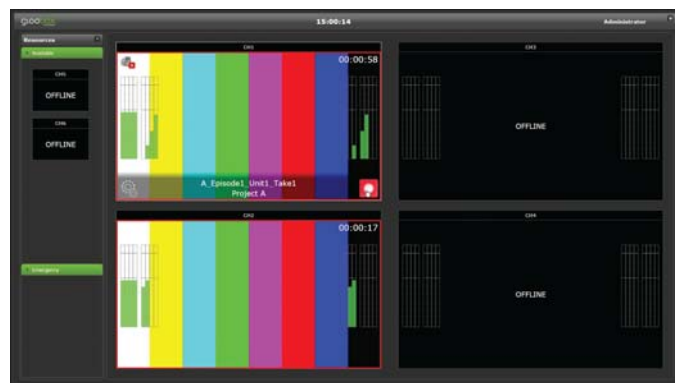 15:00:14
Administrator
Resources
Available
CH5
OFFLINE
CH6
OFFLINE
Emergency
CH1
00:00:58
A_Episode1_Unit1_Take1
Project A
CH2
00:00:17
CH3
OFFLINE
CH4
OFFLINE